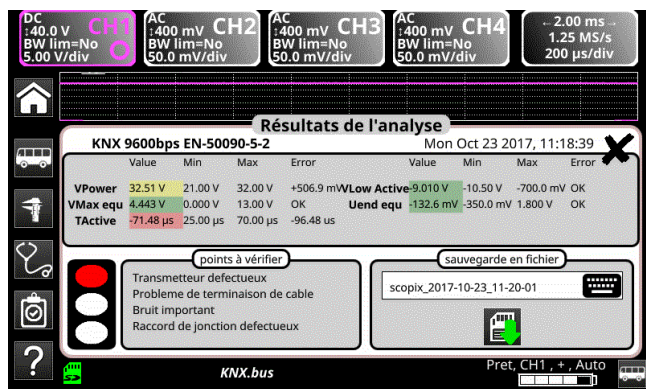 DC
↕40.0 V CH1
BW lim=No
5.00 V/div
AC
↕400 mV CH2
BW lim=No
50.0 mV/div
AC
↕400 mV CH3
BW lim=No
50.0 mV/div
AC
↕400 mV CH4
BW lim=No
50.0 mV/div
←2.00 ms→
1.25 MS/s
200 µs/div
Résultats de l'analyse
KNX 9600bps EN-50090-5-2 Mon Oct 23 2017, 11:18:39
Value Min Max Error Value Min Max Error
VPower 32.51 V 21.00 V 32.00 V +506.9 mV VLow Active -9.010 V -10.50 V -700.0 mV OK
VMax equ 4.443 V 0.000 V 13.00 V OK Uend equ -132.6 mV -350.0 mV 1.800 V OK
TActive -71.48 µs 25.00 µs 70.00 µs -96.48 us
points à vérifier
Transmetteur defectueux
Probleme de terminaison de cable
Bruit important
Raccord de jonction defectueux
sauvegarde en fichier
scopix_2017-10-23_11-20-01
?
KNX.bus
Pret, CH1 , + , Auto